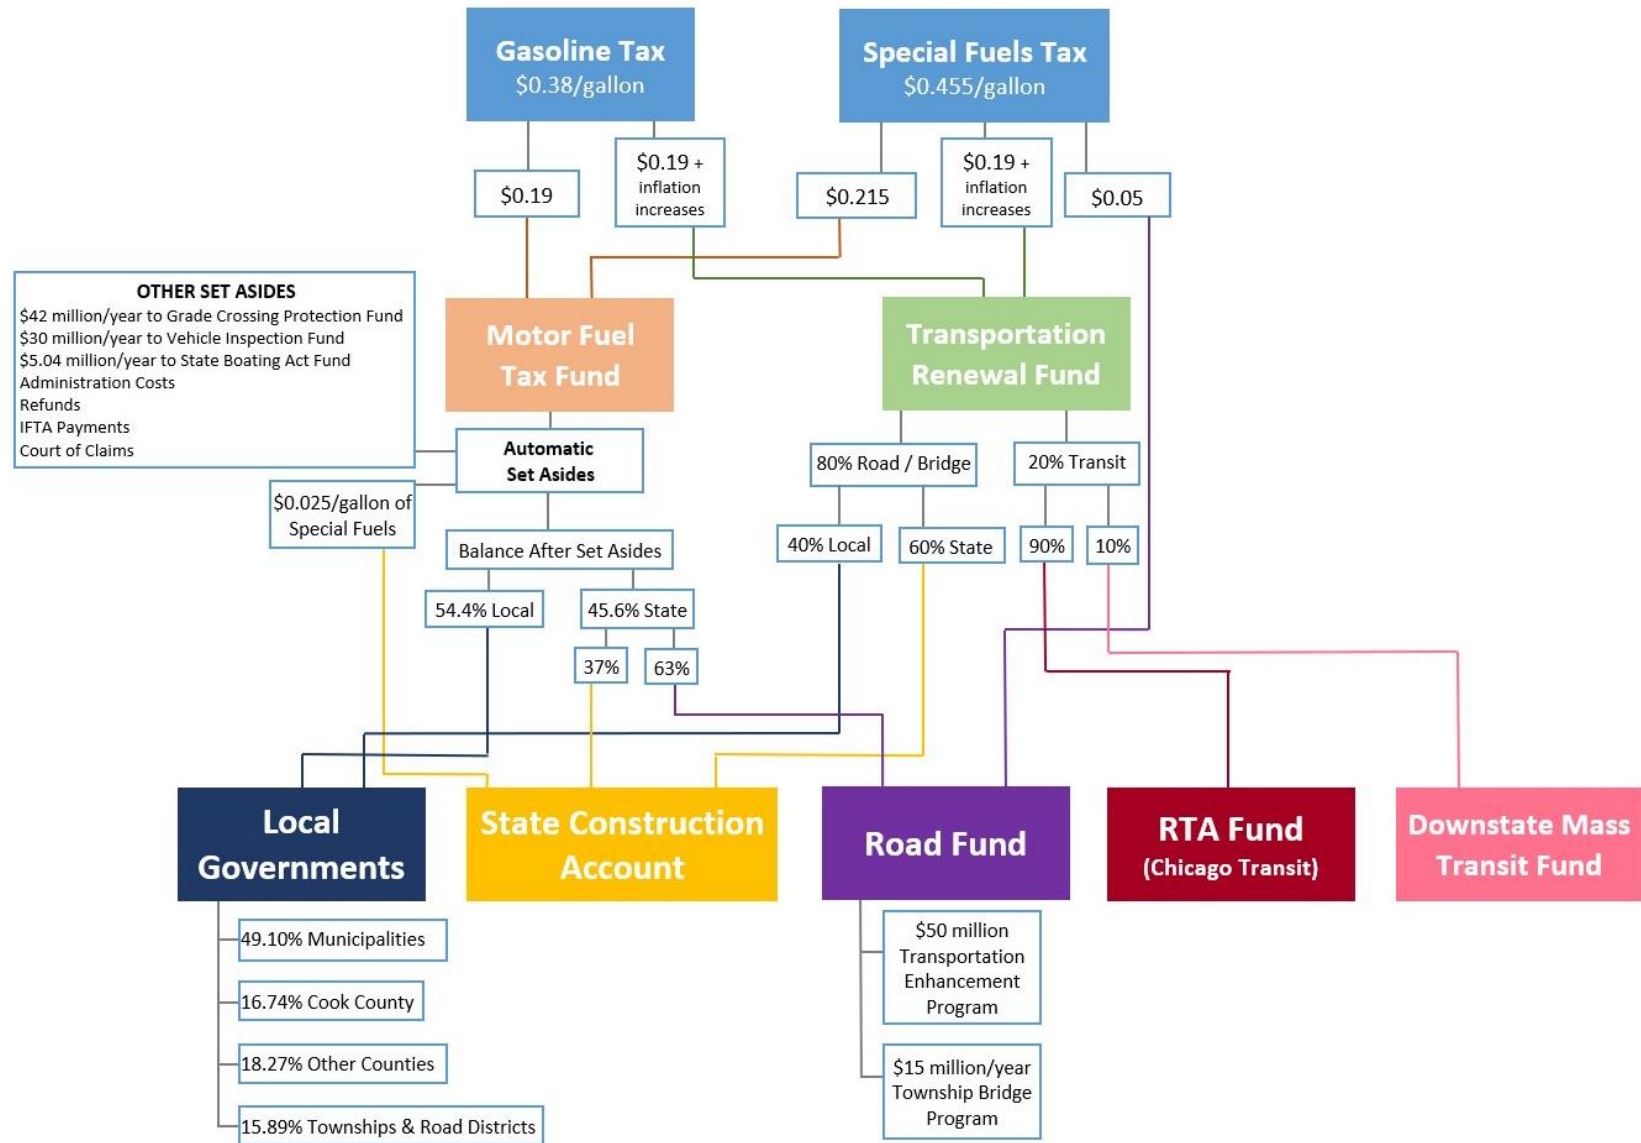 Gasoline Tax
$0.38/gallon
Special Fuels Tax
$0.455/gallon
$0.19
$0.19 +
inflation
increases
$0.215
$0.19 +
inflation
increases
$0.05
OTHER SET ASIDES
$42 million/year to Grade Crossing Protection Fund
$30 million/year to Vehicle Inspection Fund
$5.04 million/year to State Boating Act Fund
Administration Costs
Refunds
IFTA Payments
Court of Claims
Motor Fuel
Tax Fund
Transportation
Renewal Fund
Automatic
Set Asides
80% Road / Bridge
20% Transit
$0.025/gallon of
Special Fuels
Balance After Set Asides
40% Local
60% State
90%
10%
54.4% Local
45.6% State
37%
63%
Local
Governments
State Construction
Account
Road Fund
RTA Fund
(Chicago Transit)
Downstate Mass
Transit Fund
49.10% Municipalities
16.74% Cook County
18.27% Other Counties
15.89% Townships & Road Districts
$50 million
Transportation
Enhancement
Program
$15 million/year
Township Bridge
Program